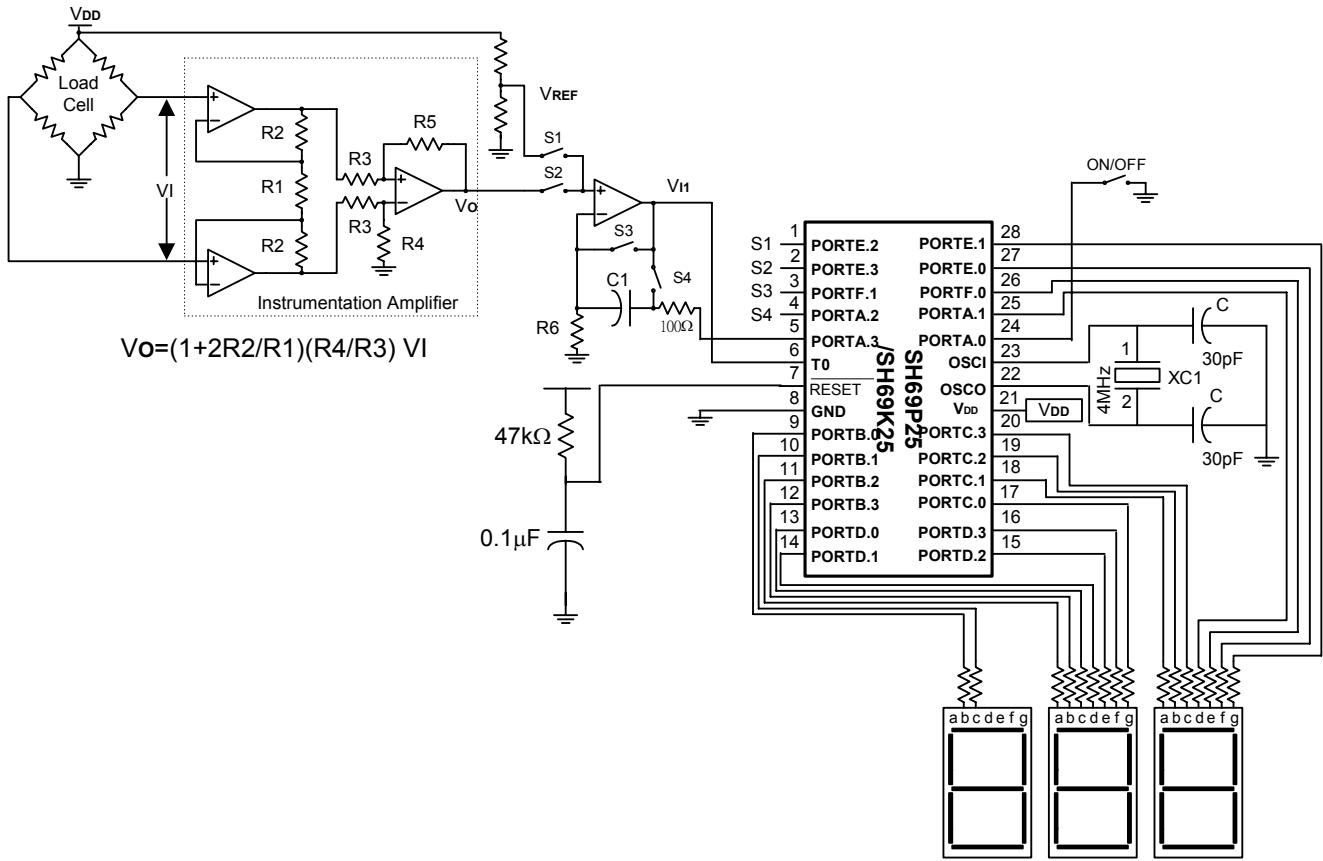 VDD
Load
Cell
VI
R2
R1
R2
R3
R3
R5
R4
Vo
Instrumentation Amplifier
Vo=(1+2R2/R1)(R4/R3) VI
VREF
S1
S2
VI1
S3
S4
C1
100Ω
R6
47kΩ
0.1μF
ON/OFF
S1 1 PORTE.2
S2 2 PORTE.3
S3 3 PORTF.1
S4 4 PORTA.2
5 PORTA.3
6 T0
7 RESET
8 GND
9 PORTB.0
10 PORTB.1
11 PORTB.2
12 PORTB.3
13 PORTD.0
14 PORTD.1
SH69P25
/SH69K25
PORTE.1 28
PORTE.0 27
PORTF.0 26
PORTA.1 25
PORTA.0 24
OSCI 23
OSCO 22
VDD 21 VDD
PORTC.3 20
PORTC.2 19
PORTC.1 18
PORTC.0 17
PORTD.3 16
PORTD.2 15
C
30pF
1
4MHz
XC1
2
C
30pF
a b c d e f g
a b c d e f g
a b c d e f g